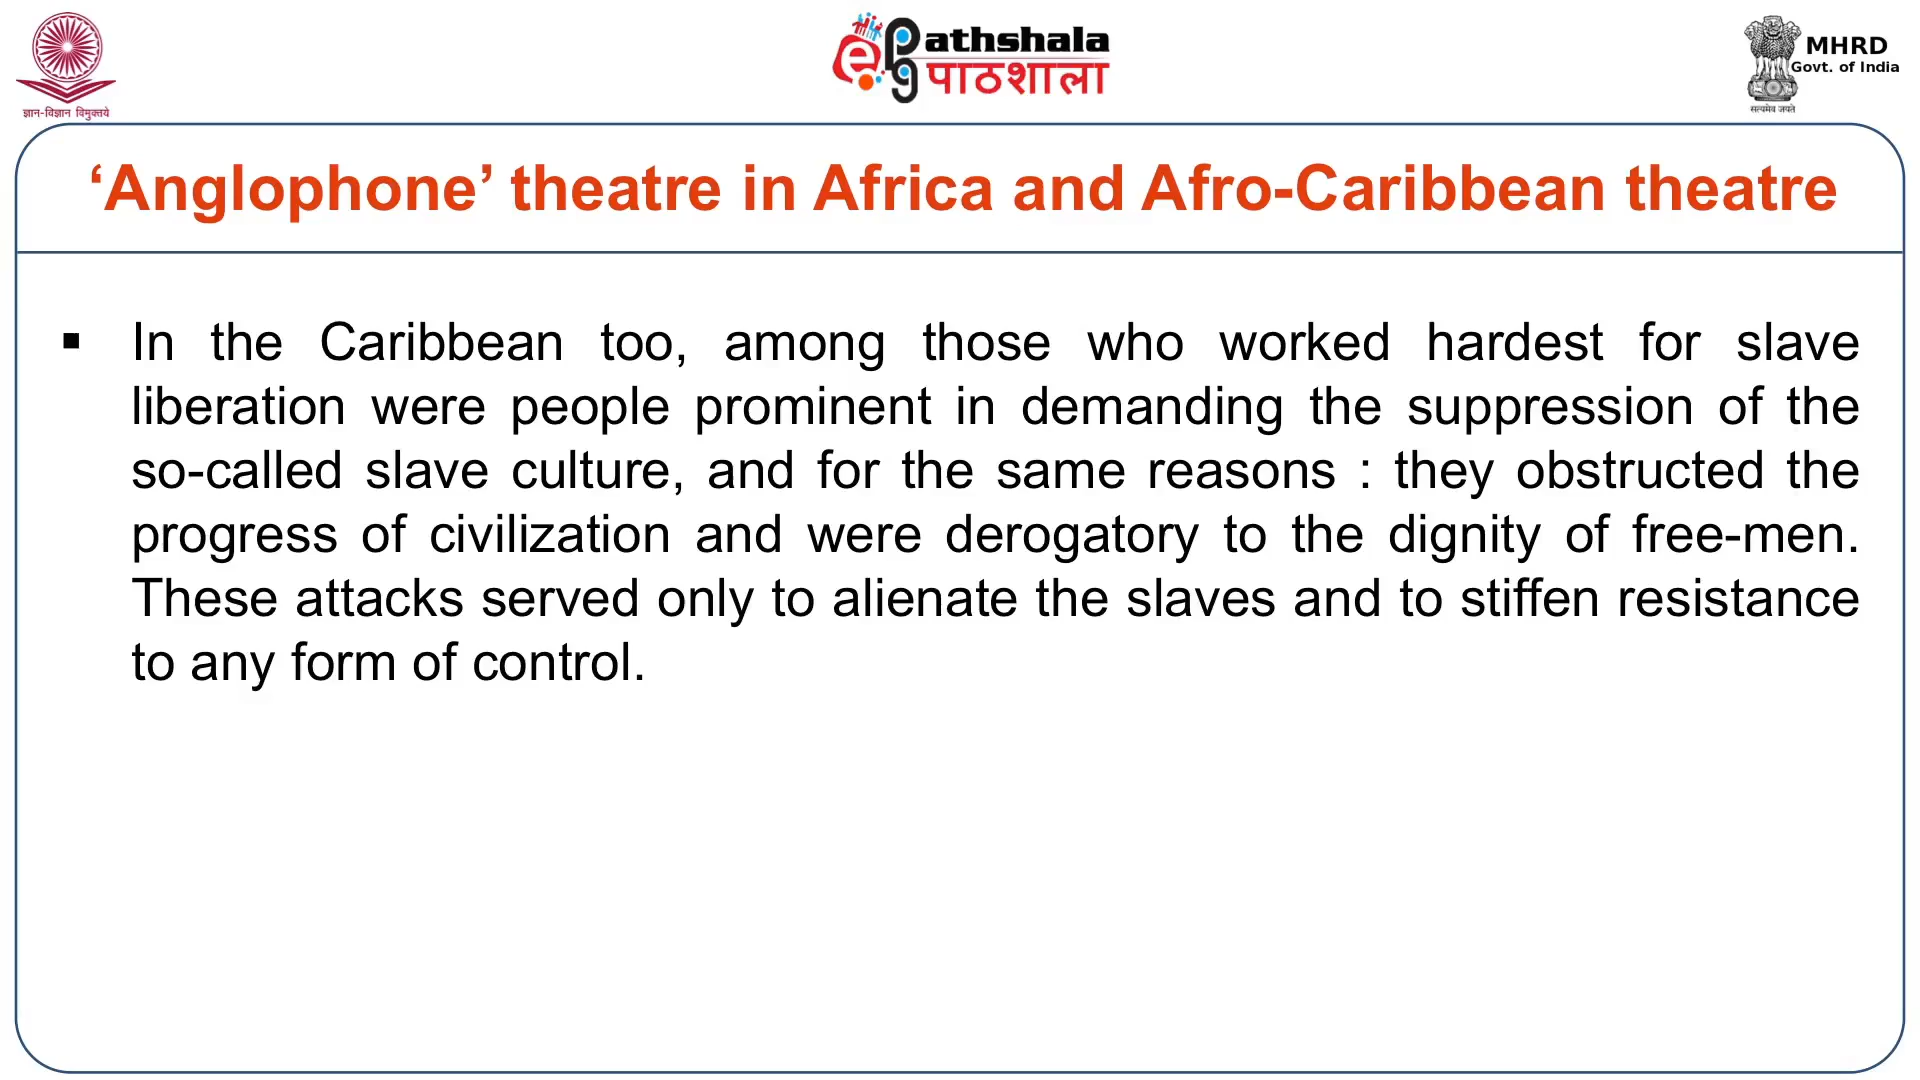 ज्ञान-विज्ञान विमुक्तये
ePathshala
पाठशाला
MHRD
Govt. of India
सत्यमेव जयते
‘Anglophone’ theatre in Africa and Afro-Caribbean theatre
▪ In the Caribbean too, among those who worked hardest for slave
liberation were people prominent in demanding the suppression of the
so-called slave culture, and for the same reasons : they obstructed the
progress of civilization and were derogatory to the dignity of free-men.
These attacks served only to alienate the slaves and to stiffen resistance
to any form of control.